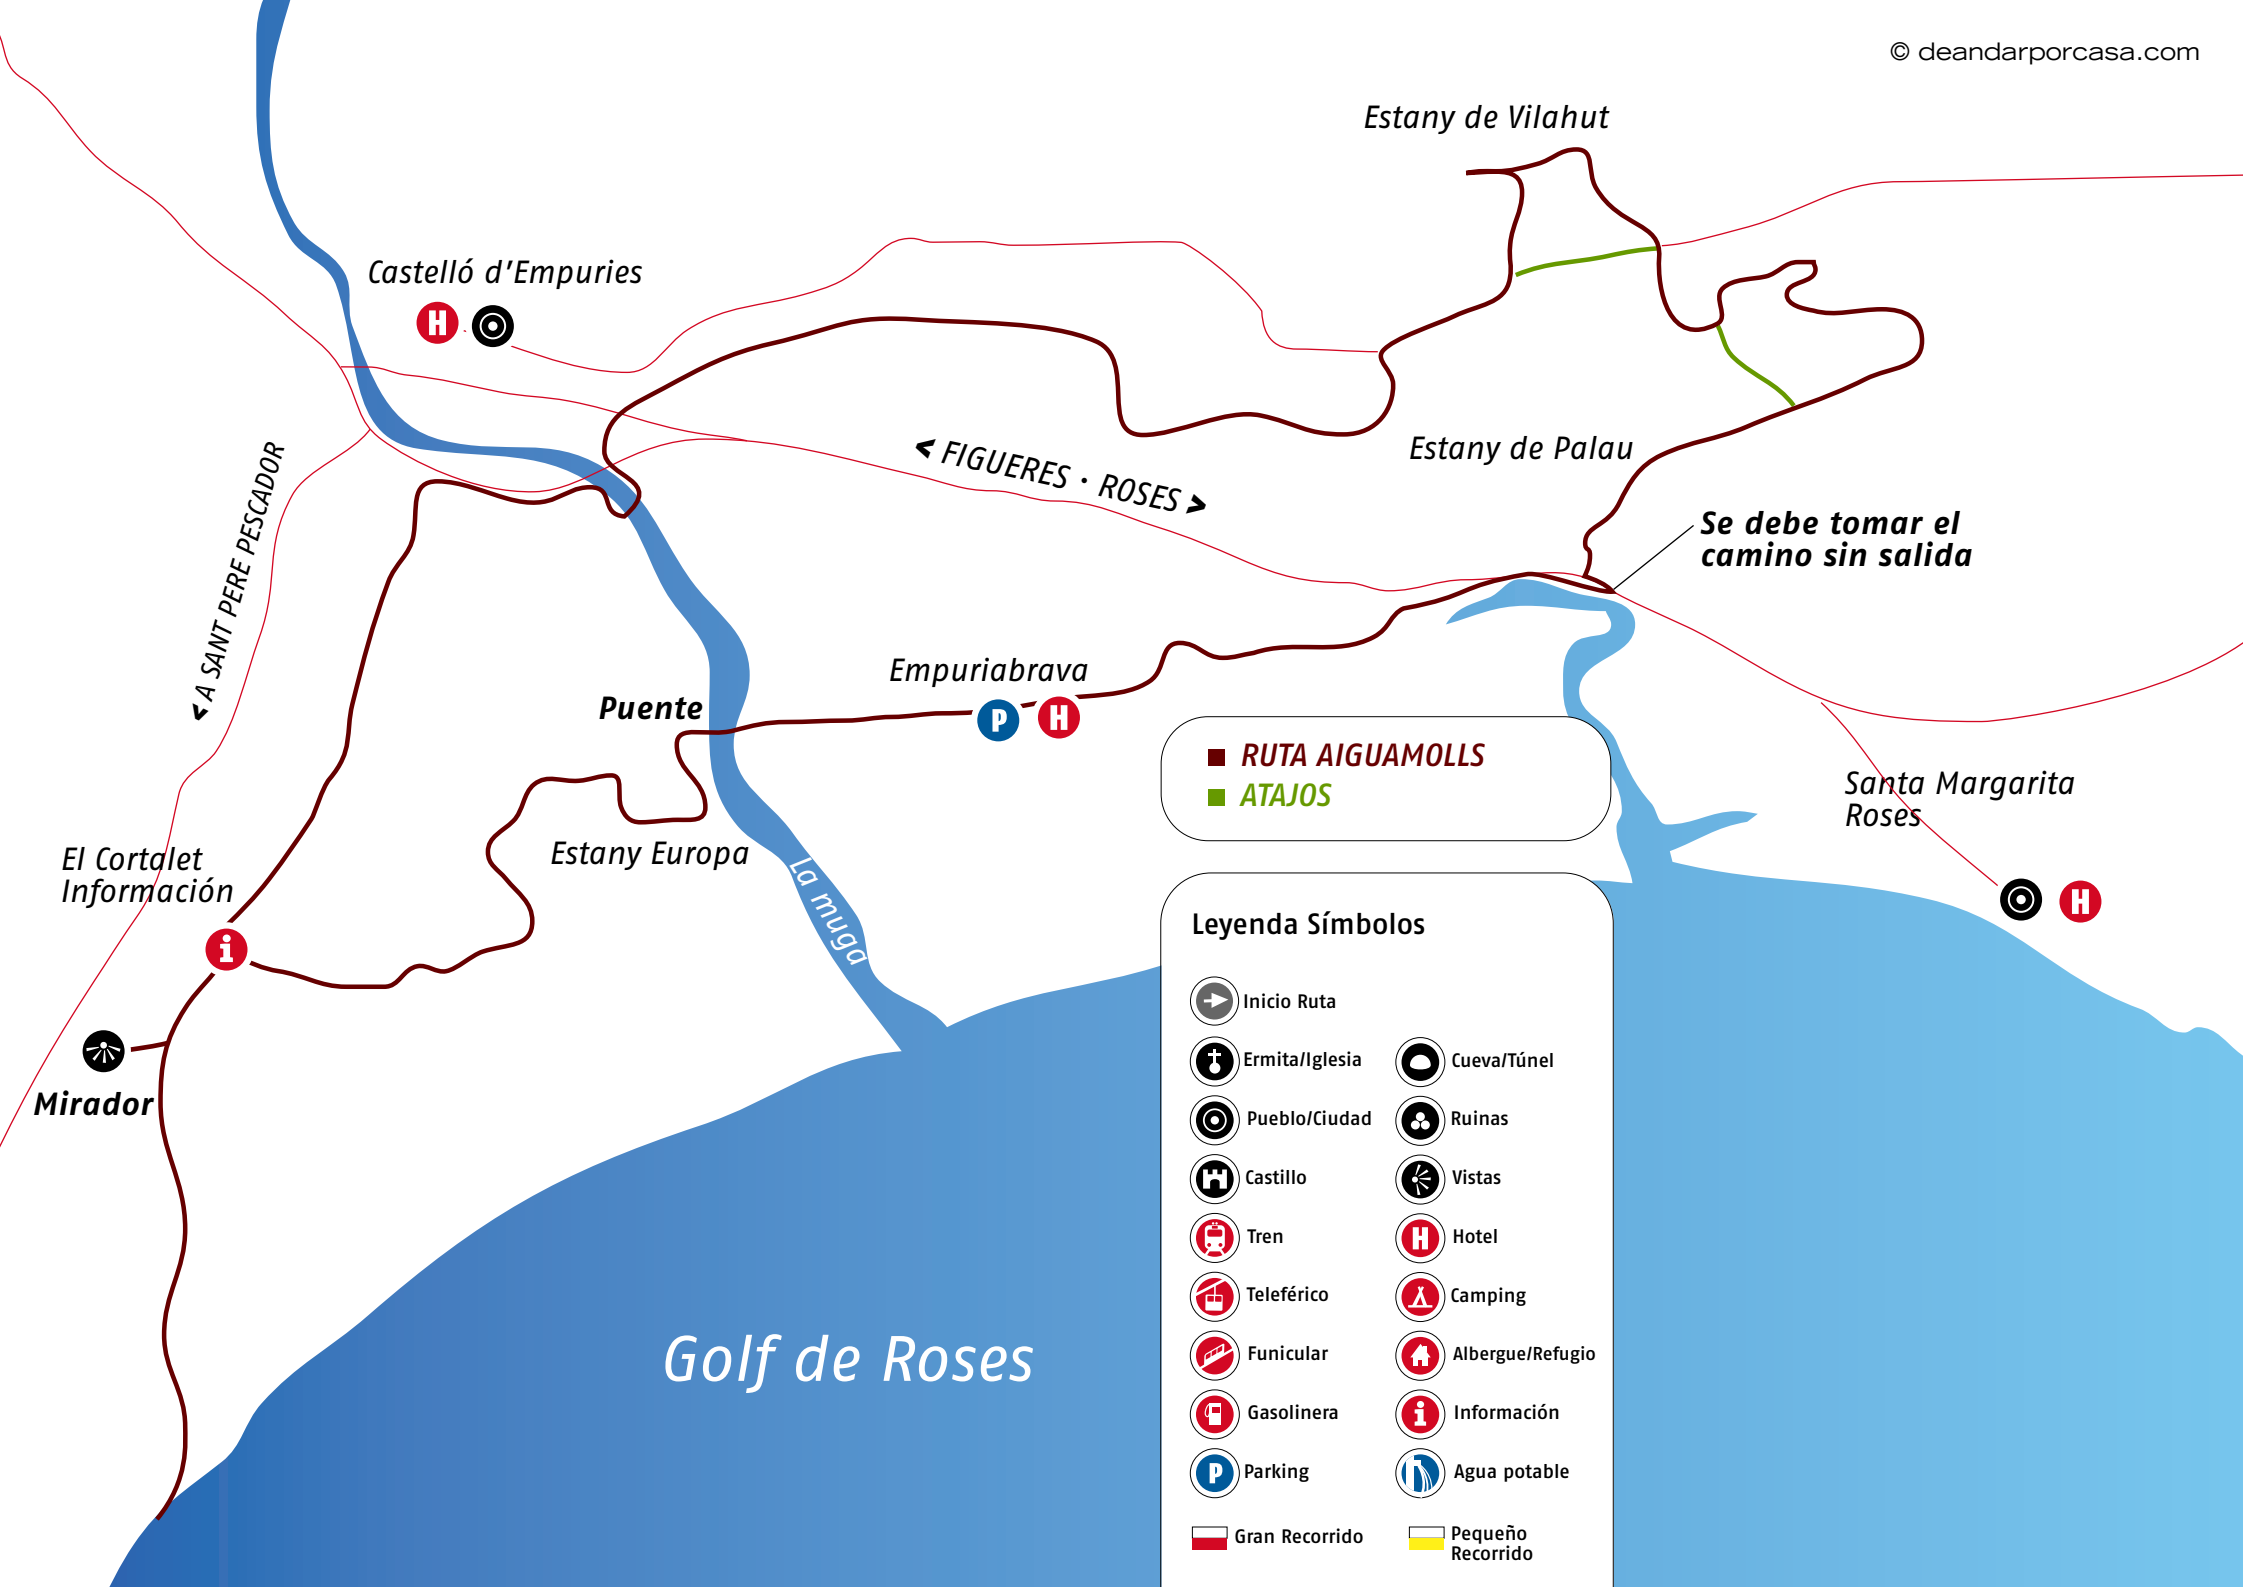 © deandarporcasa.com
Estany de Vilahut
Castelló d'Empuries
H
< FIGUERES · ROSES >
Estany de Palau
Se debe tomar el
camino sin salida
< A SANT PERE PESCADOR
Empuriabrava
P
H
Puente
RUTA AIGUAMOLLS
ATAJOS
Santa Margarita
Roses
H
Estany Europa
La muga
El Cortalet
Información
i
Mirador
Golf de Roses
Leyenda Símbolos
Inicio Ruta
Ermita/Iglesia
Cueva/Túnel
Pueblo/Ciudad
Ruinas
Castillo
Vistas
Tren
H Hotel
Teleférico
Camping
Funicular
Albergue/Refugio
Gasolinera
i Información
P Parking
Agua potable
Gran Recorrido
Pequeño
Recorrido